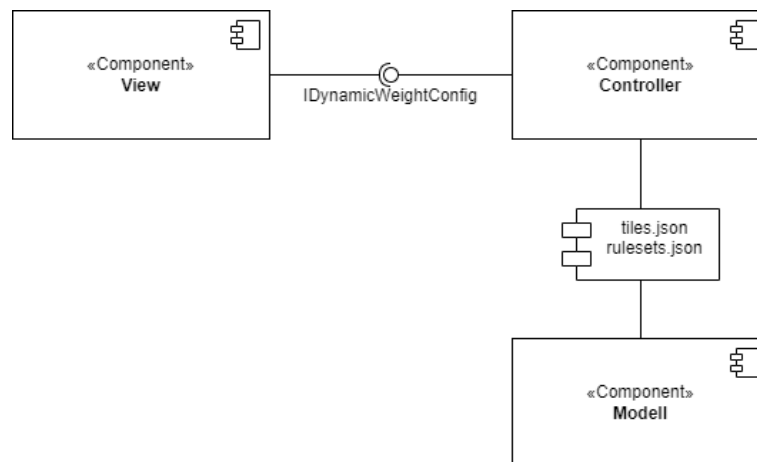 «Component»
View
IDynamicWeightConfig
«Component»
Controller
tiles.json
rulesets.json
«Component»
Modell